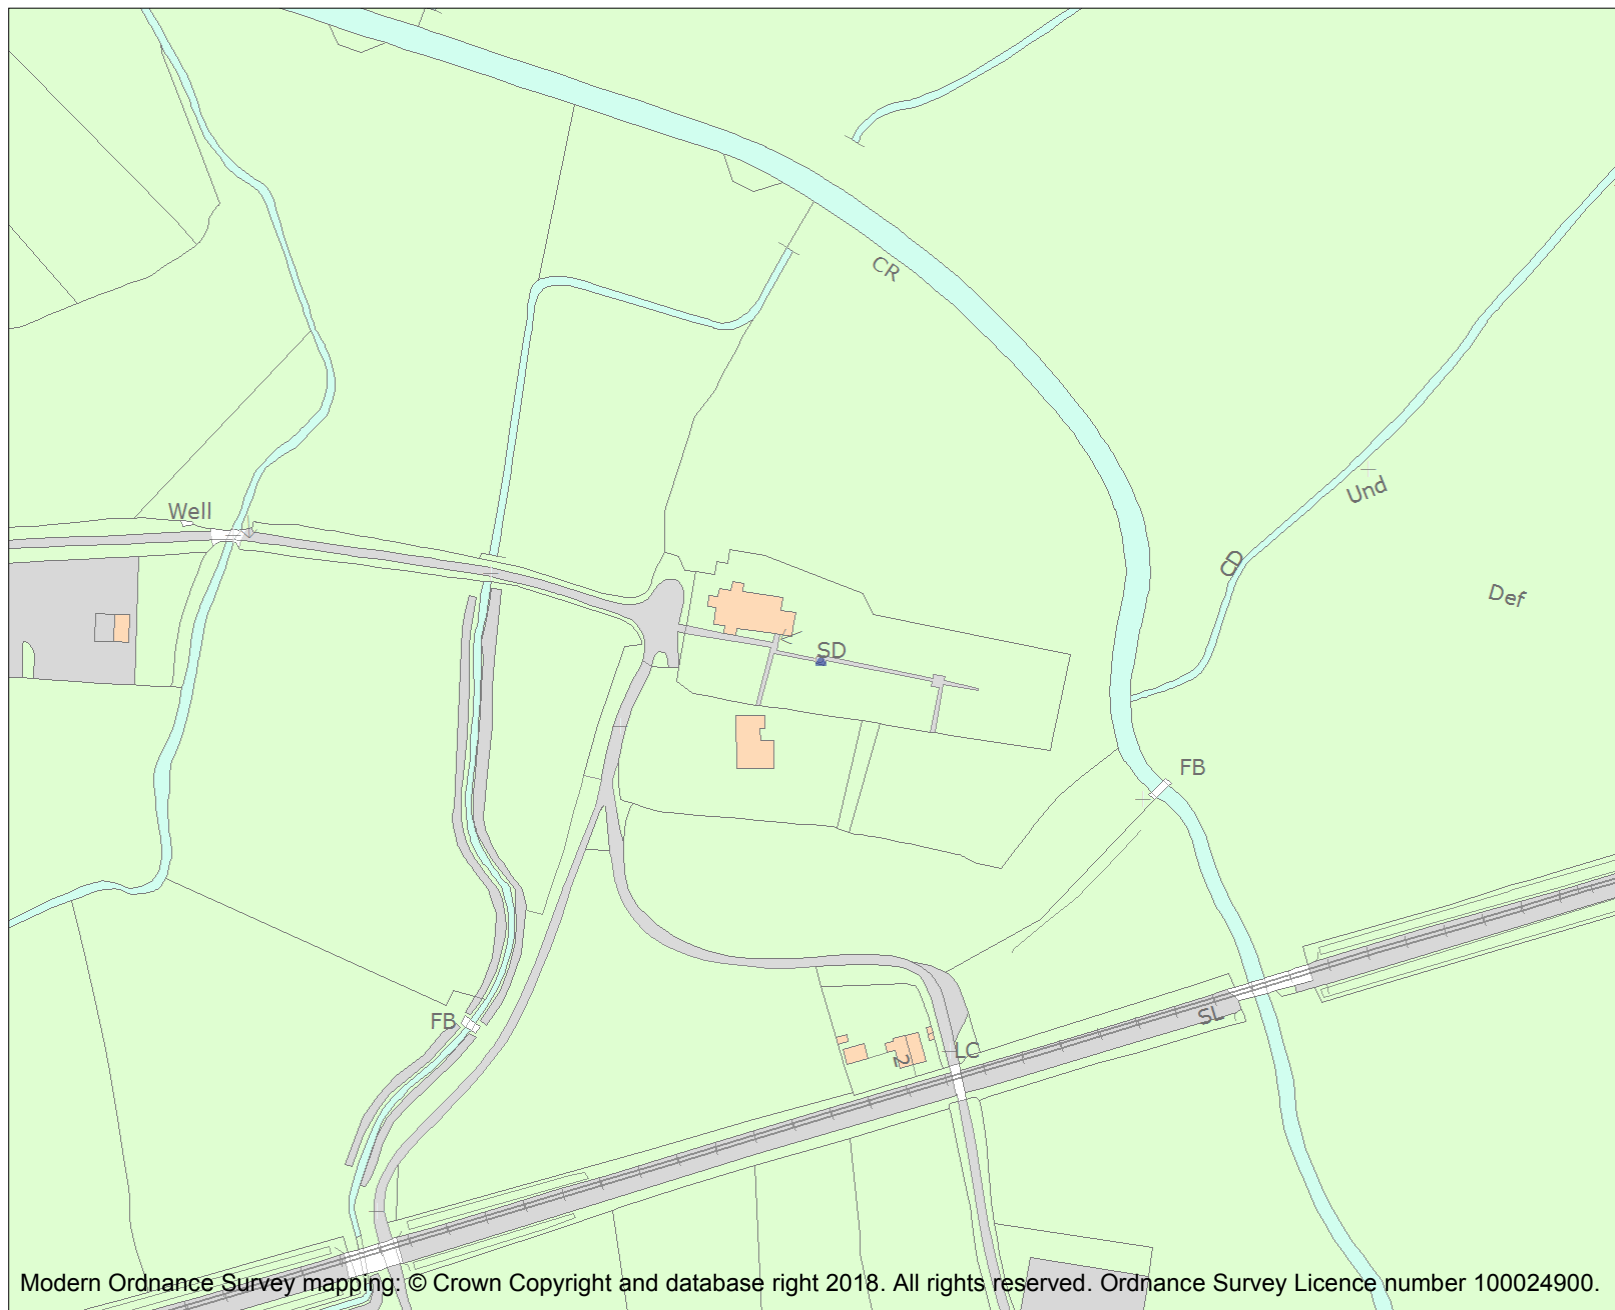 CR
Und
Well
CD
Def
SD
FB
FB
SL
LC
2
Modern Ordnance Survey mapping: © Crown Copyright and database right 2018. All rights reserved. Ordnance Survey Licence number 100024900.